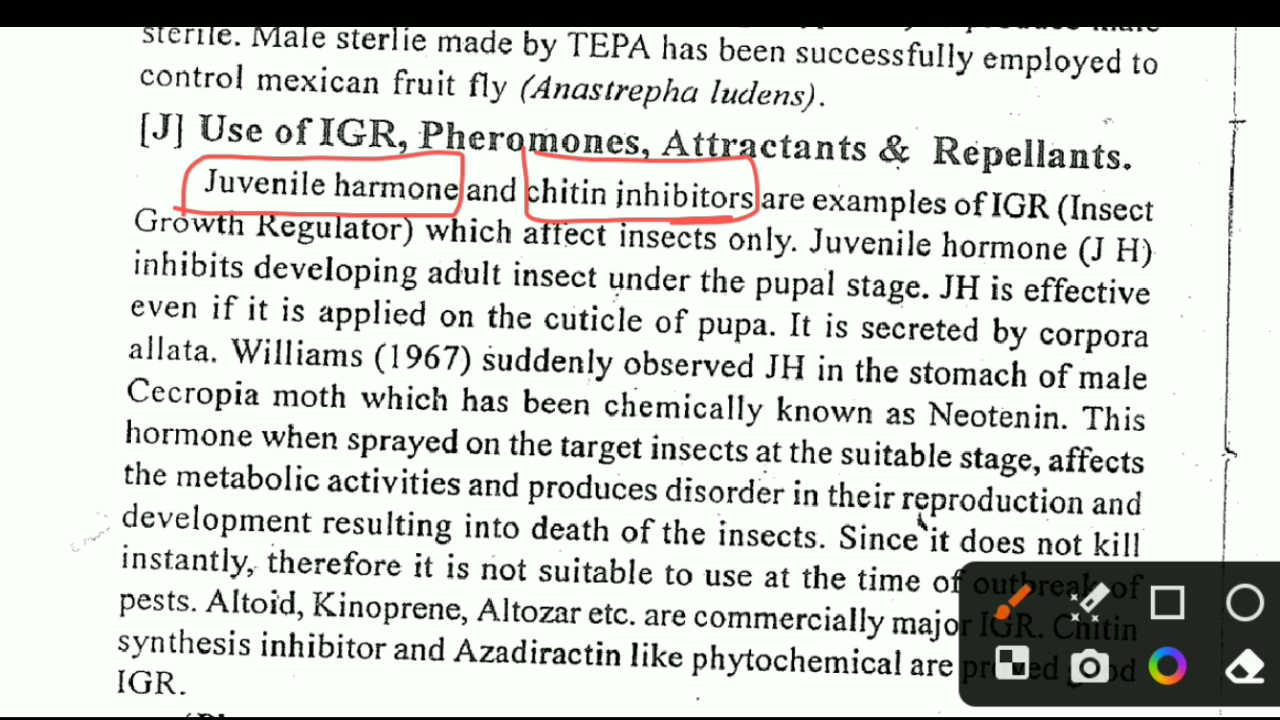 sterile. Male sterlie made by TEPA has been successfully employed to
control mexican fruit fly (Anastrepha ludens).
[J] Use of IGR, Pheromones, Attractants & Repellants.
Juvenile harmone and chitin inhibitors are examples of IGR (Insect
Growth Regulator) which affect insects only. Juvenile hormone (J H)
inhibits developing adult insect under the pupal stage. JH is effective
even if it is applied on the cuticle of pupa. It is secreted by corpora
allata. Williams (1967) suddenly observed JH in the stomach of male
Cecropia moth which has been chemically known as Neotenin. This
hormone when sprayed on the target insects at the suitable stage, affects
the metabolic activities and produces disorder in their reproduction and
development resulting into death of the insects. Since it does not kill
instantly, therefore it is not suitable to use at the time of outbreak of
pests. Altoid, Kinoprene, Altozar etc. are commercially major IGR. Chitin
synthesis inhibitor and Azadiractin like phytochemical are proved good
IGR.